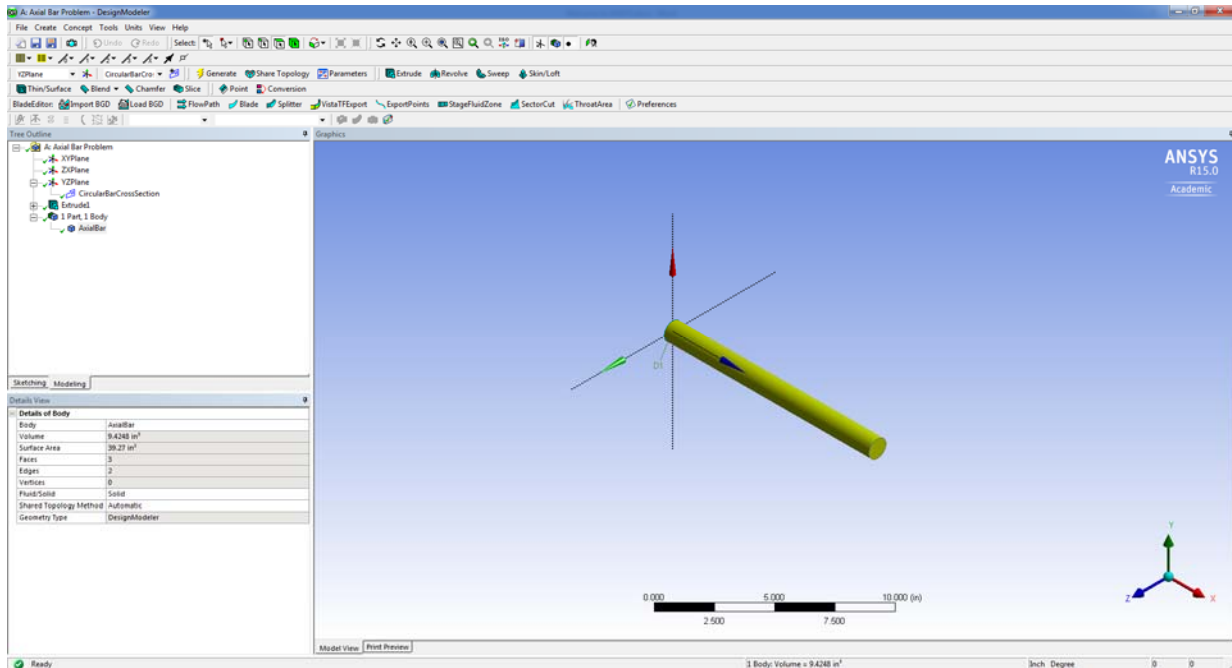 A: Axial Bar Problem - DesignModeler
File Create Concept Tools Units View Help
Undo Redo Select:
YZPlane CircularBarCro Generate Share Topology Parameters Extrude Revolve Sweep Skin/Loft
Thin/Surface Blend Chamfer Slice Point Conversion
BladeEditor: Import BGD Load BGD FlowPath Blade Splitter VistaTFExport ExportPoints StageFluidZone SectorCut ThroatArea Preferences
Tree Outline
A: Axial Bar Problem
XYPlane
ZXPlane
YZPlane
CircularBarCrossSection
Extrude1
1 Part, 1 Body
AxialBar
Sketching Modeling
Details View
Details of Body
Body AxialBar
Volume 9.4248 in³
Surface Area 39.27 in²
Faces 3
Edges 2
Vertices 0
Fluid/Solid Solid
Shared Topology Method Automatic
Geometry Type DesignModeler
Graphics
ANSYS
R15.0
Academic
D1
0.000 5.000 10.000 (in)
2.500 7.500
Y
Z X
Model View Print Preview
Ready 1 Body: Volume = 9.4248 in³ Inch Degree 0 0